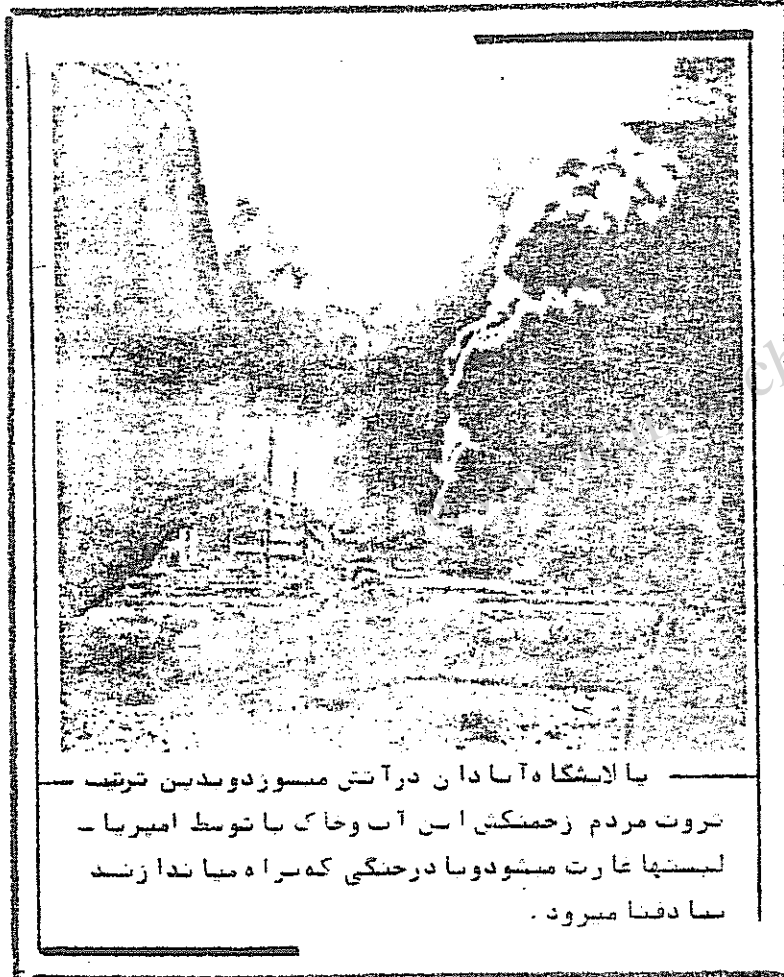 پالایشگاه آبادان در آتش میسوزد و بدین ترتیب
ثروت مردم زحمتکش این آب و خاک یا توسط امپریا -
لیستها غارت میشود و یا در جنگی که براه میاندازند
بباد فنا میرود .